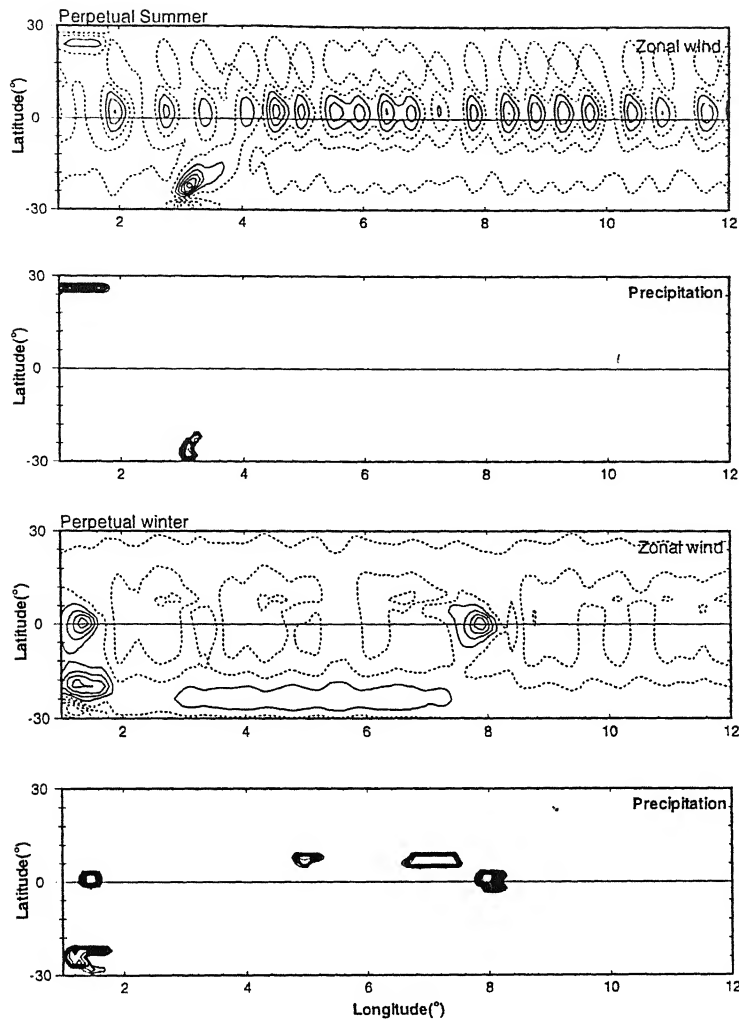 Perpetual Summer
Zonal wind
Latitude(°)
30
0
-30
2 4 6 8 10 12
Precipitation
Latitude(°)
30
0
-30
2 4 6 8 10 12
Perpetual winter
Zonal wind
Latitude(°)
30
0
-30
2 4 6 8 10 12
Precipitation
Latitude(°)
30
0
-30
2 4 6 8 10 12
Longitude(°)